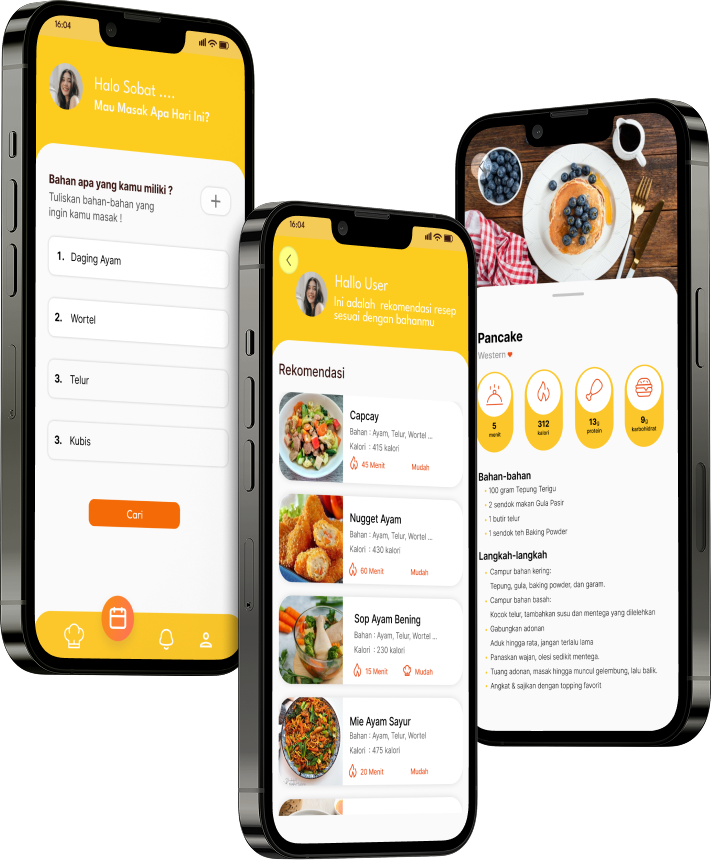 16:04
Halo Sobat ....
Mau Masak Apa Hari Ini?
Bahan apa yang kamu miliki ?
Tuliskan bahan-bahan yang
ingin kamu masak !
1. Daging Ayam
2. Wortel
3. Telur
3. Kubis
Cari
16:04
Hallo User
Ini adalah rekomendasi resep
sesuai dengan bahanmu
Rekomendasi
Capcay
Bahan : Ayam, Telur, Wortel ...
Kalori : 415 kalori
45 Menit Mudah
Nugget Ayam
Bahan : Ayam, Telur, Wortel ...
Kalori : 430 kalori
60 Menit Mudah
Sop Ayam Bening
Bahan : Ayam, Telur, Wortel ...
Kalori : 230 kalori
15 Menit Mudah
Mie Ayam Sayur
Bahan : Ayam, Telur, Wortel
Kalori : 475 kalori
20 Menit Mudah
Pancake
Western
5
menit
312
kalori
13g
protein
9g
karbohidrat
Bahan-bahan
100 gram Tepung Terigu
2 sendok makan Gula Pasir
1 butir telur
1 sendok teh Baking Powder
Langkah-langkah
Campur bahan kering:
Tepung, gula, baking powder, dan garam.
Campur bahan basah:
Kocok telur, tambahkan susu dan mentega yang dilelehkan
Gabungkan adonan
Aduk hingga rata, jangan terlalu lama
Panaskan wajan, olesi sedikit mentega.
Tuang adonan, masak hingga muncul gelembung, lalu balik.
Angkat & sajikan dengan topping favorit